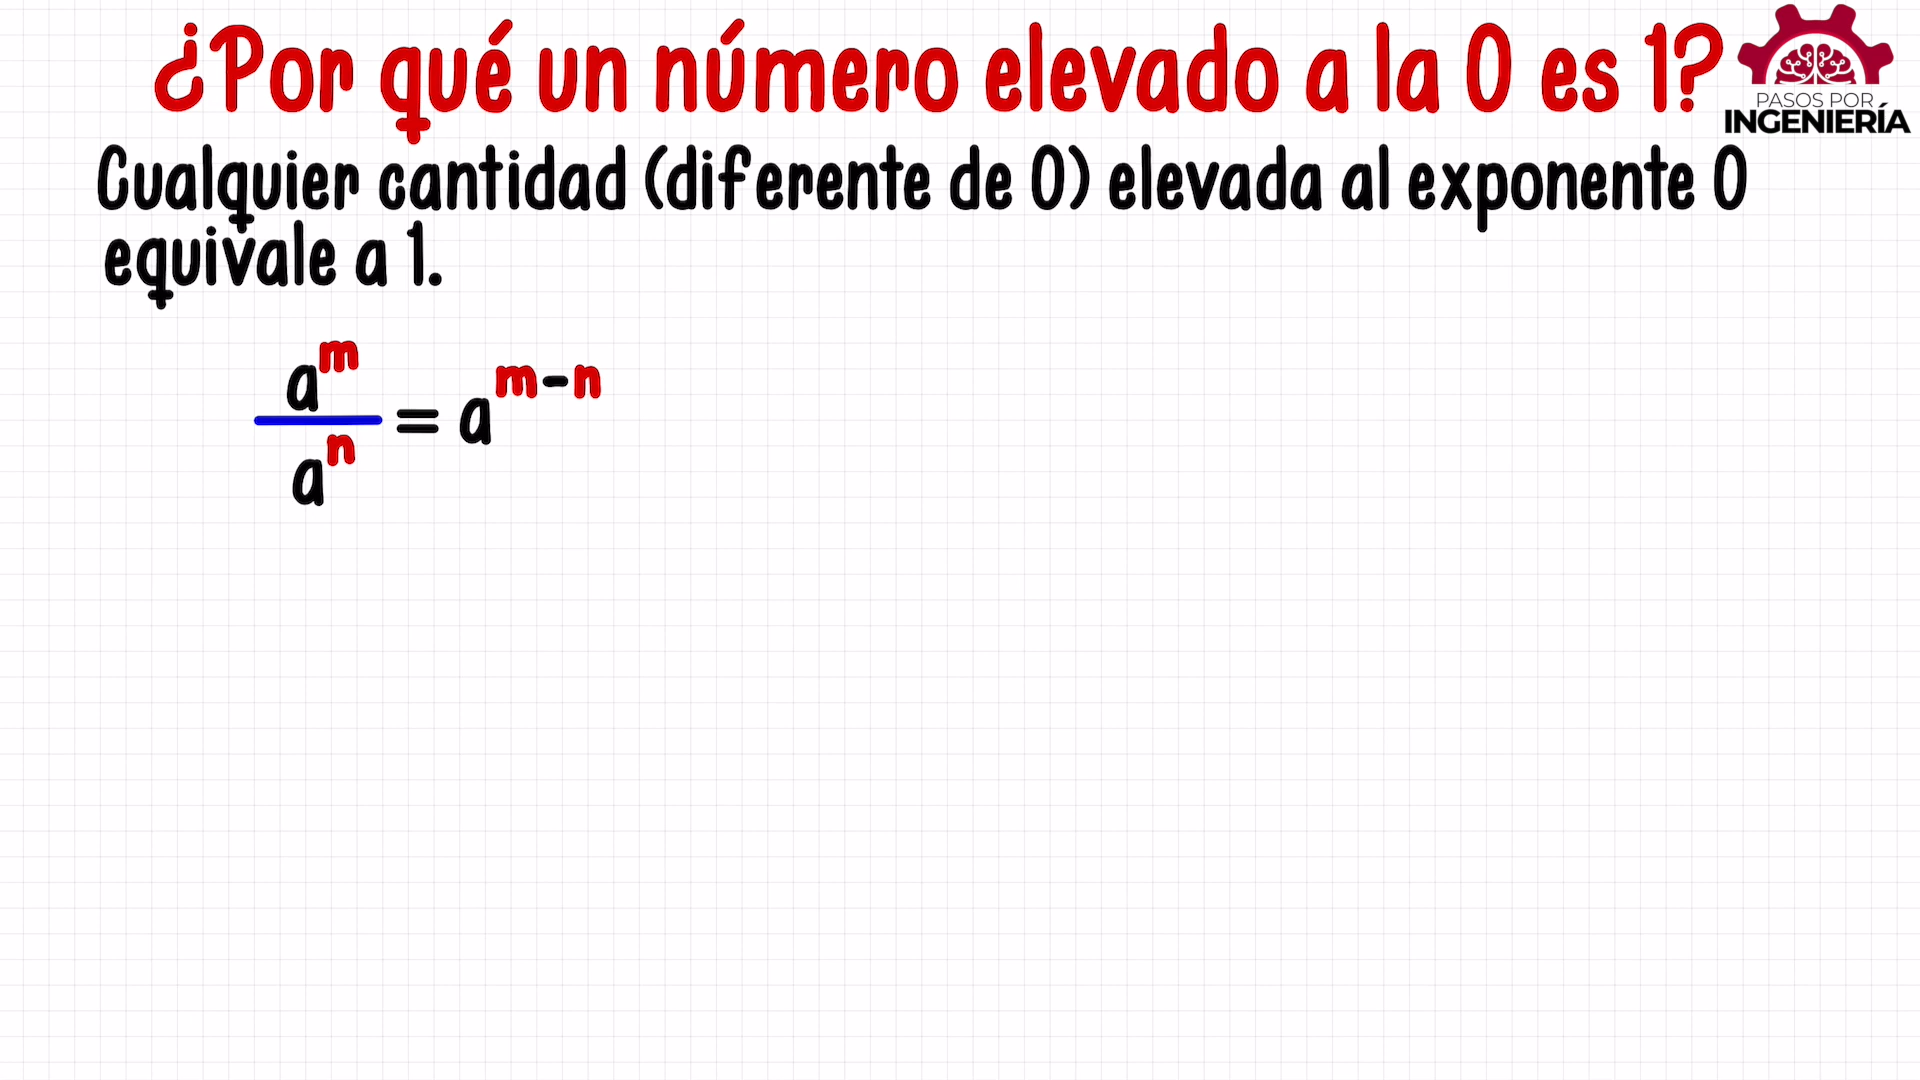 ¿Por qué un número elevado a la 0 es 1?
PASOS POR
INGENIERÍA
Cualquier cantidad (diferente de 0) elevada al exponente 0
equivale a 1.
a^m / a^n = a^(m-n)